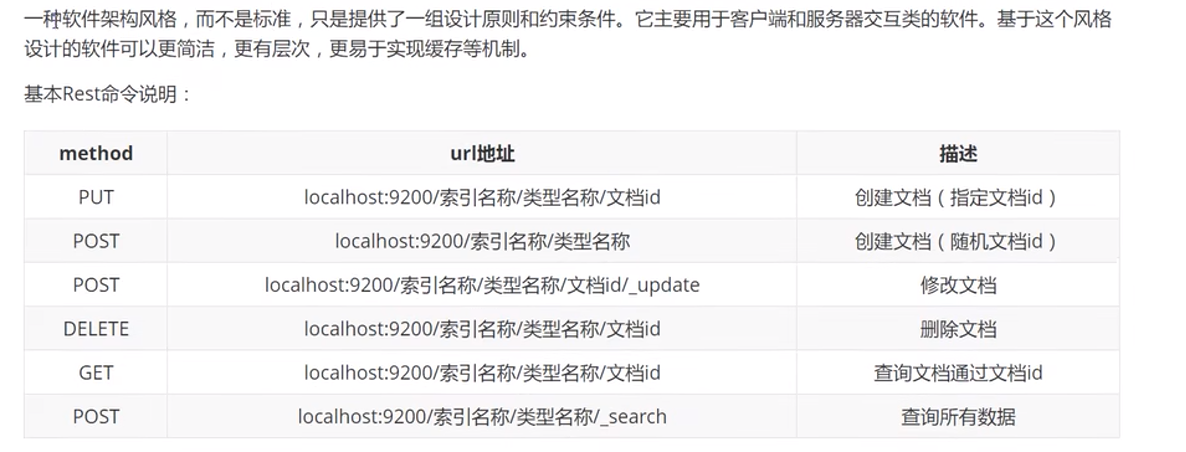 一种软件架构风格，而不是标准，只是提供了一组设计原则和约束条件。它主要用于客户端和服务器交互类的软件。基于这个风格
设计的软件可以更简洁，更有层次，更易于实现缓存等机制。
基本Rest命令说明：
method url地址 描述
PUT localhost:9200/索引名称/类型名称/文档id 创建文档（指定文档id）
POST localhost:9200/索引名称/类型名称 创建文档（随机文档id）
POST localhost:9200/索引名称/类型名称/文档id/_update 修改文档
DELETE localhost:9200/索引名称/类型名称/文档id 删除文档
GET localhost:9200/索引名称/类型名称/文档id 查询文档通过文档id
POST localhost:9200/索引名称/类型名称/_search 查询所有数据